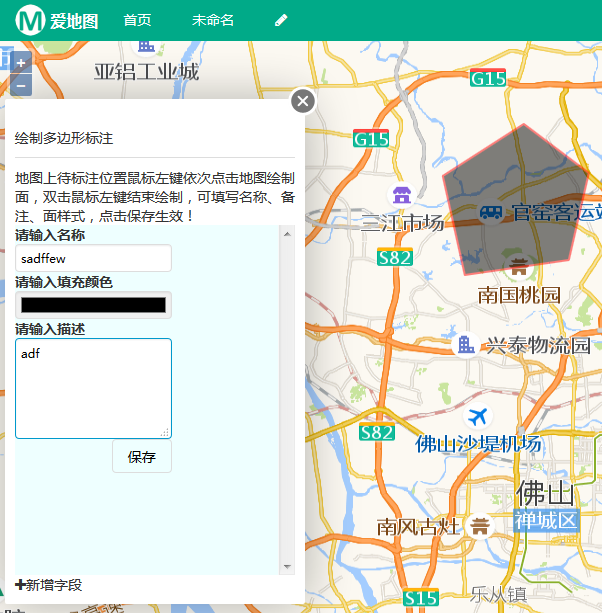 M 爱地图 首页 未命名
+
−
绘制多边形标注
地图上待标注位置鼠标左键依次点击地图绘制
面，双击鼠标左键结束绘制，可填写名称、备
注、面样式，点击保存生效！
请输入名称
sadffew
请输入填充颜色
请输入描述
adf
保存
新增字段
亚铝工业城
G15
G15
三江市场
官窑客运站
S82
南国桃园
兴泰物流园
S82
佛山沙堤机场
佛山
禅城区
南风古灶
乐从镇
S15
高速